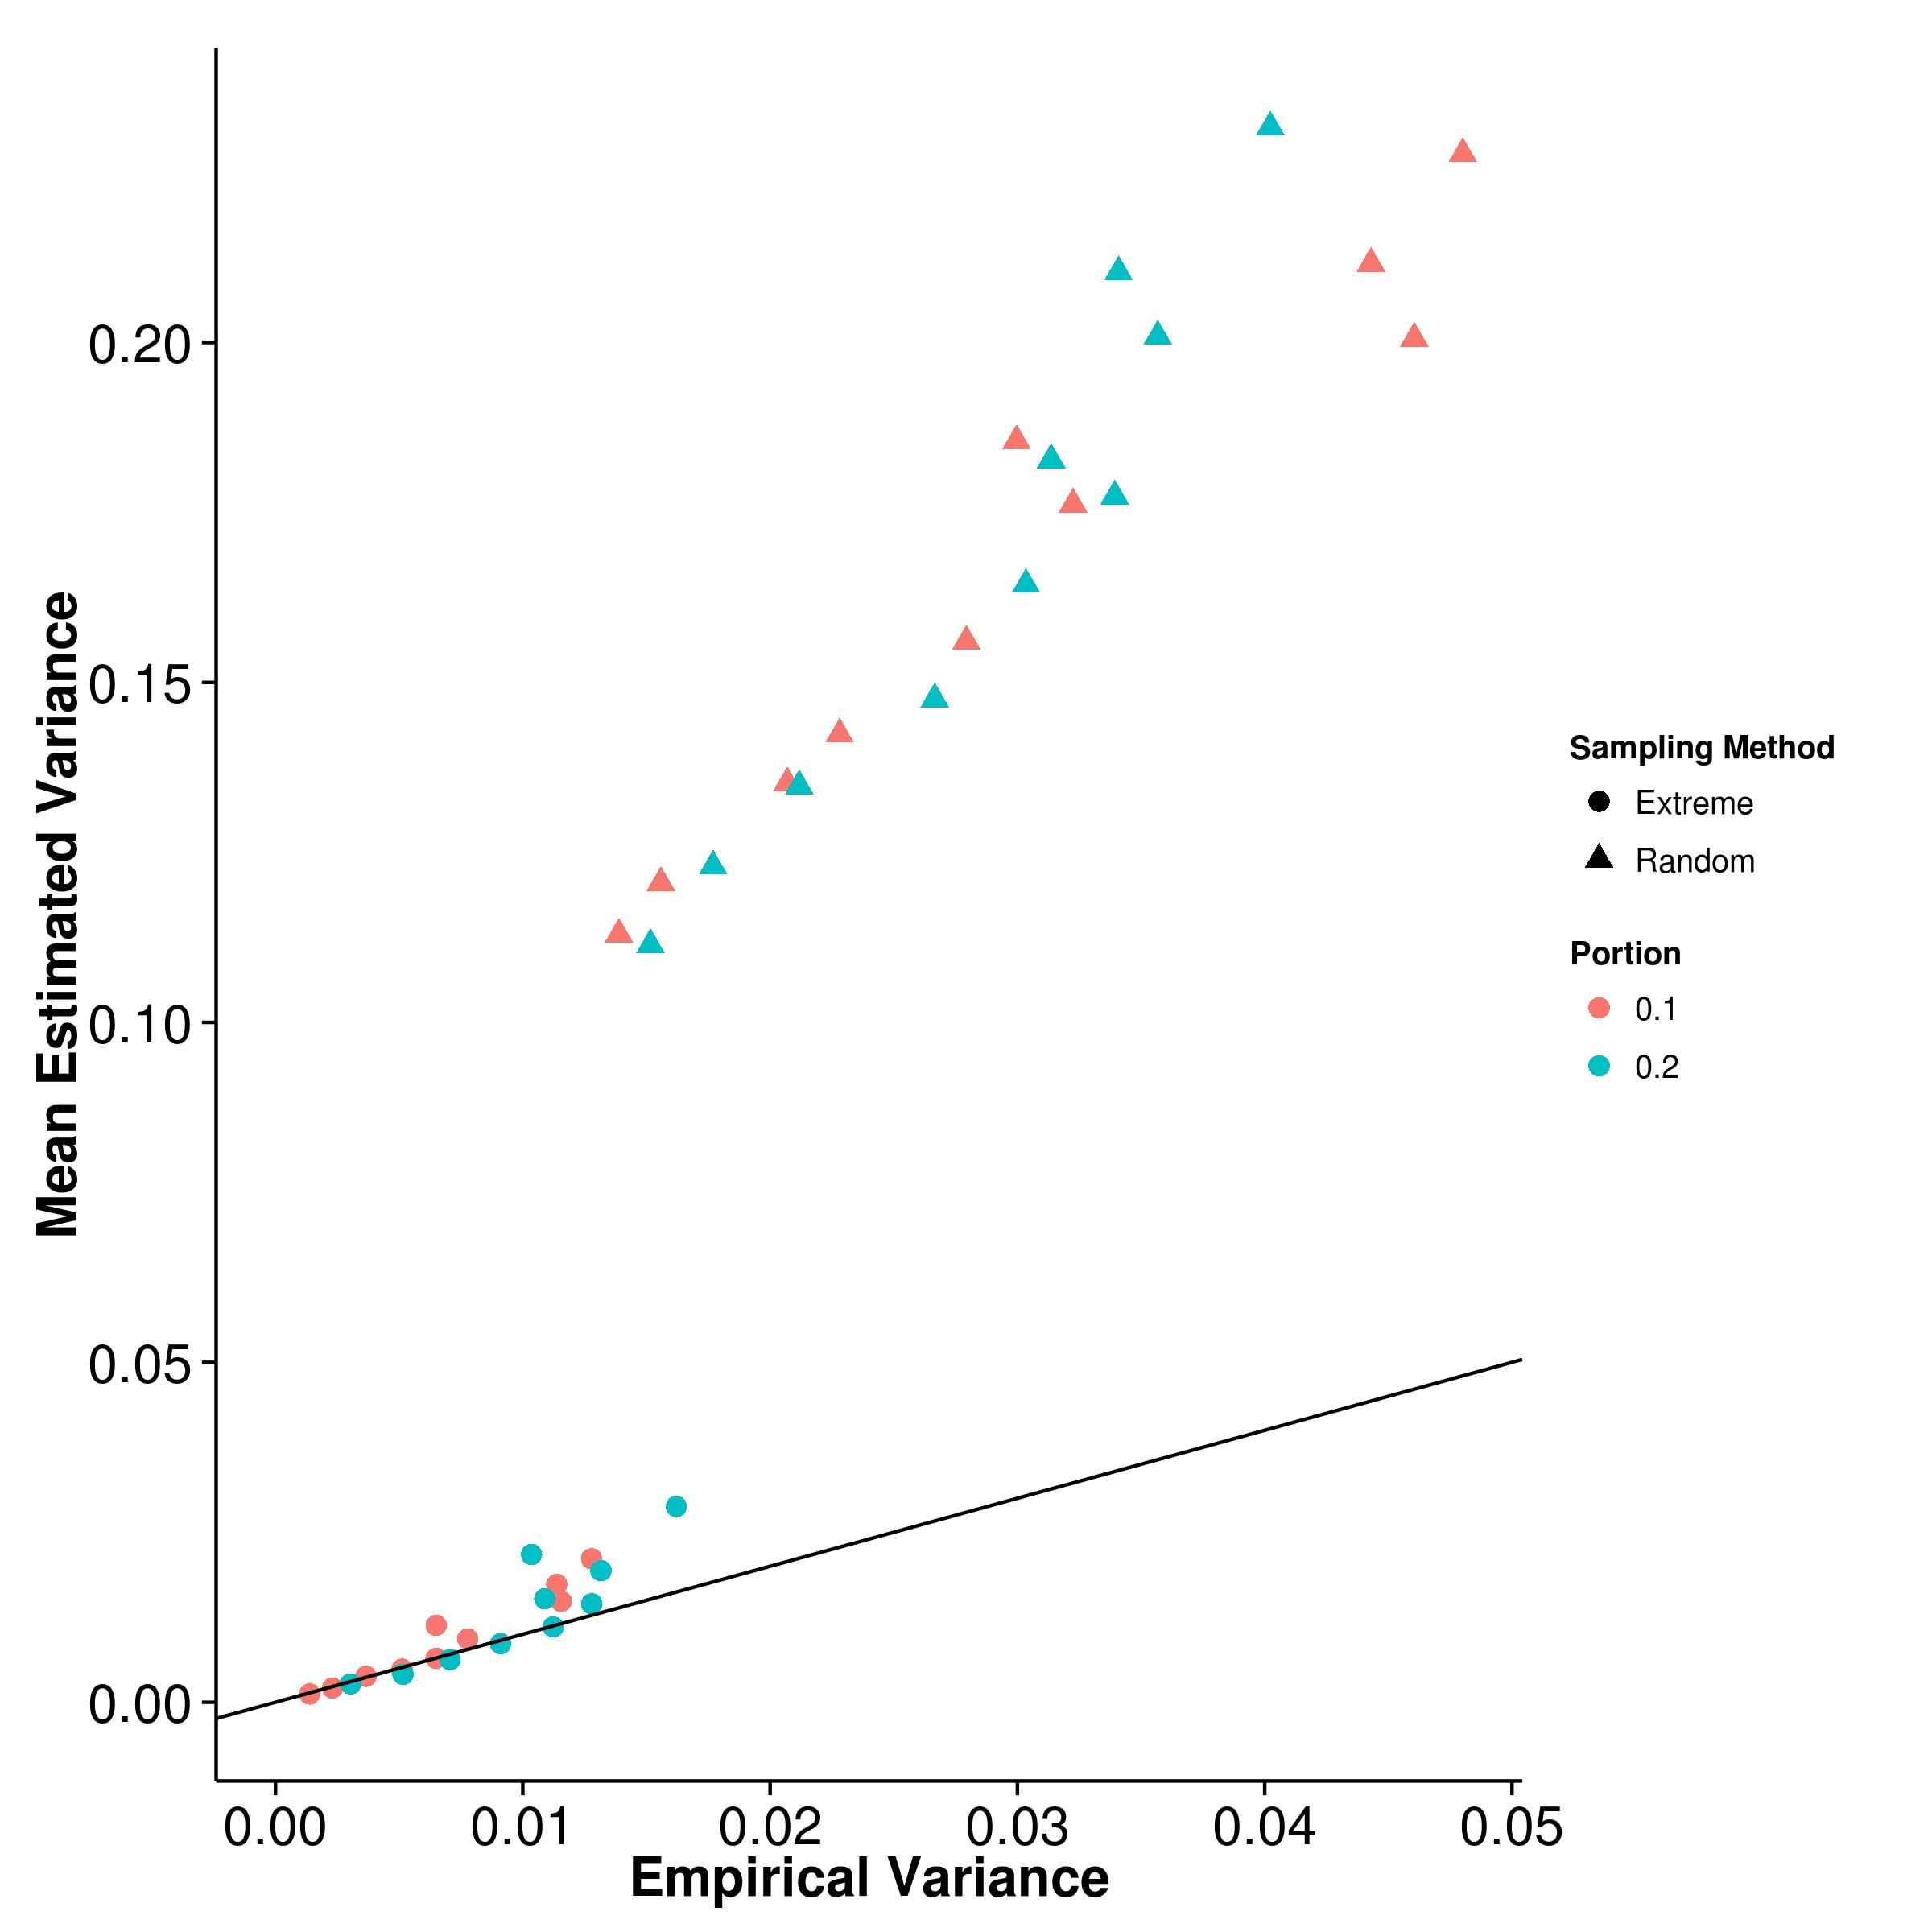 Mean Estimated Variance
0.20
0.15
0.10
0.05
0.00
0.00 0.01 0.02 0.03 0.04 0.05
Empirical Variance
Sampling Method
Extreme
Random
Portion
0.1
0.2